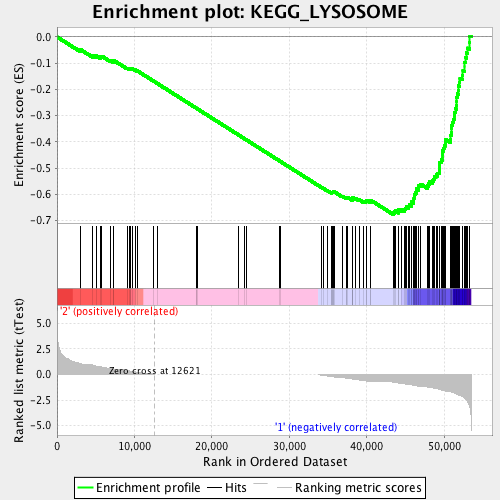 Enrichment plot: KEGG_LYSOSOME
Enrichment score (ES)
0.0
-0.1
-0.2
-0.3
-0.4
-0.5
-0.6
-0.7
'2' (positively correlated)
Ranked list metric (tTest)
5.0
2.5
0.0
-2.5
-5.0
Zero cross at 12621
'1' (negatively correlated)
0
10,000
20,000
30,000
40,000
50,000
Rank in Ordered Dataset
Enrichment profile
Hits
Ranking metric scores